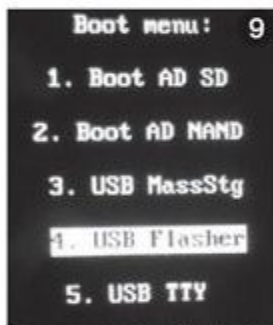 Boot menu: 9
1. Boot AD SD
2. Boot AD NAND
3. USB MassStg
4. USB Flasher
5. USB TTY